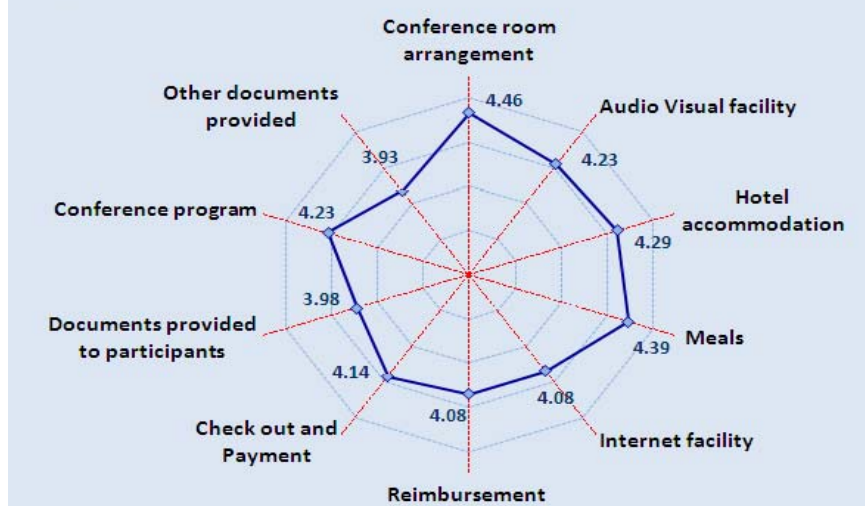 Conference room
arrangement
4.46
Audio Visual facility
4.23
Hotel
accommodation
4.29
Meals
4.39
Internet facility
4.08
Reimbursement
4.08
Check out and
Payment
4.14
Documents provided
to participants
3.98
Conference program
4.23
Other documents
provided
3.93